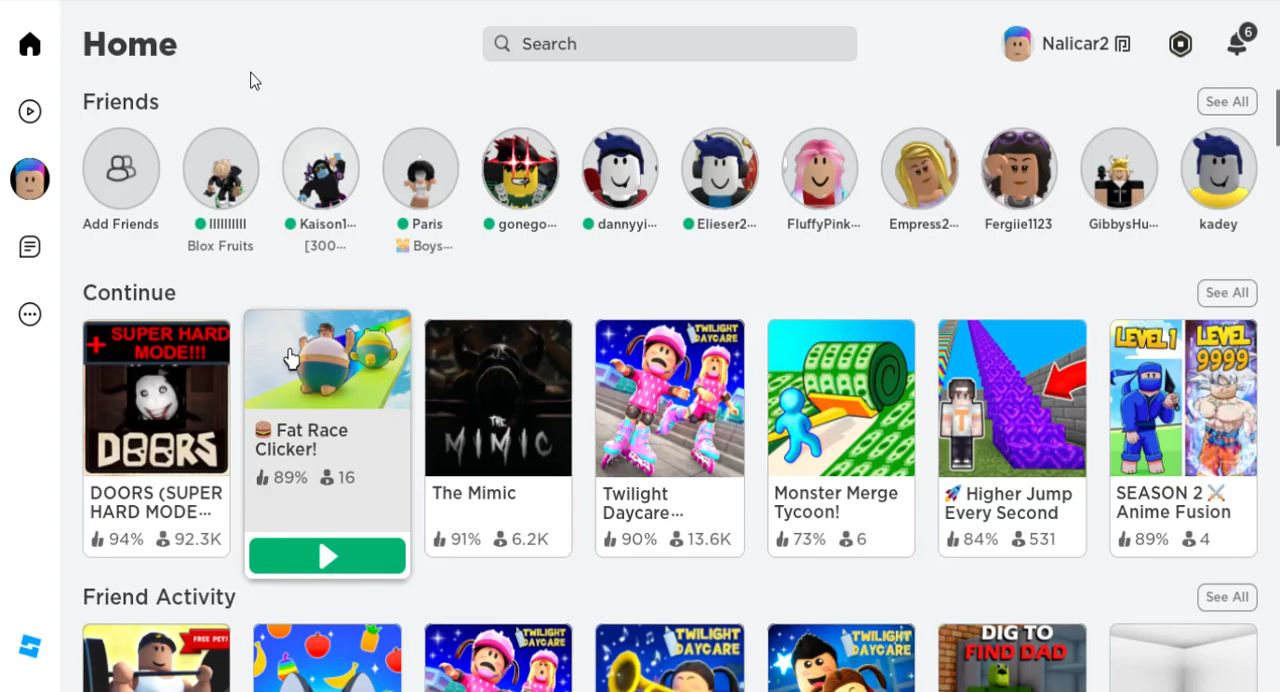 Home
Search
Nalicar2
6
Friends
See All
Add Friends
llllllllll
Blox Fruits
Kaison1...
[300...
Paris
Boys...
gonego...
dannyyi...
Elieser2...
FluffyPink...
Empress2...
Fergiie1123
GibbysHu...
kadey
Continue
See All
+ SUPER HARD
MODE!!!
DOORS
DOORS (SUPER
HARD MODE...
94% 92.3K
Fat Race
Clicker!
89% 16
THE
MIMIC
The Mimic
91% 6.2K
TWILIGHT
DAYCARE
Twilight
Daycare...
90% 13.6K
Monster Merge
Tycoon!
73% 6
Higher Jump
Every Second
84% 531
LEVEL 1
LEVEL
9999
SEASON 2
Anime Fusion
89% 4
Friend Activity
See All
FREE PET!
TWILIGHT
DAYCARE
TWILIGHT
DAYCARE
TWILIGHT
DAYCARE
DIG TO
FIND DAD